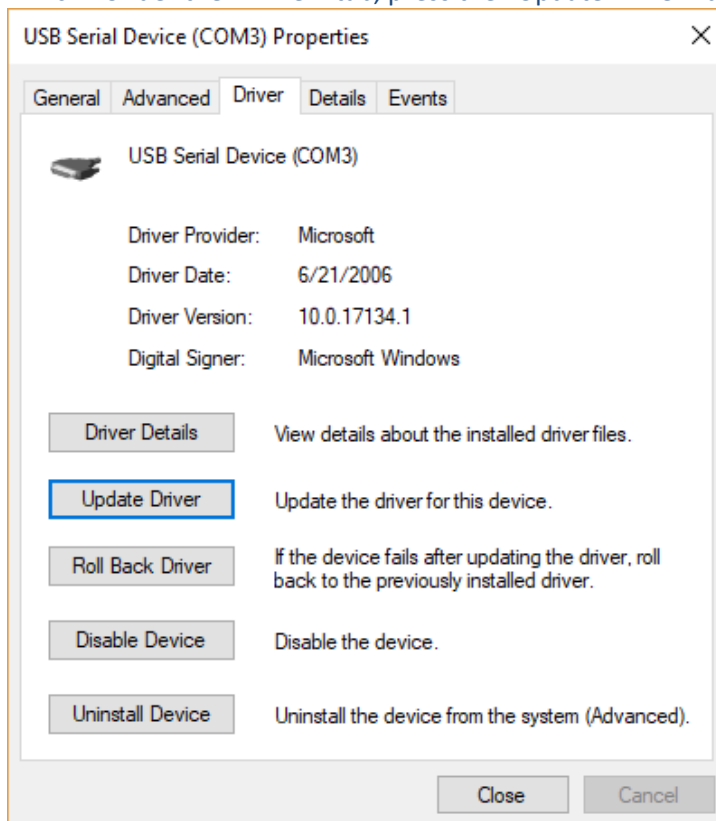 USB Serial Device (COM3) Properties
General Advanced Driver Details Events
USB Serial Device (COM3)
Driver Provider: Microsoft
Driver Date: 6/21/2006
Driver Version: 10.0.17134.1
Digital Signer: Microsoft Windows
Driver Details View details about the installed driver files.
Update Driver Update the driver for this device.
Roll Back Driver If the device fails after updating the driver, roll
back to the previously installed driver.
Disable Device Disable the device.
Uninstall Device Uninstall the device from the system (Advanced).
Close Cancel